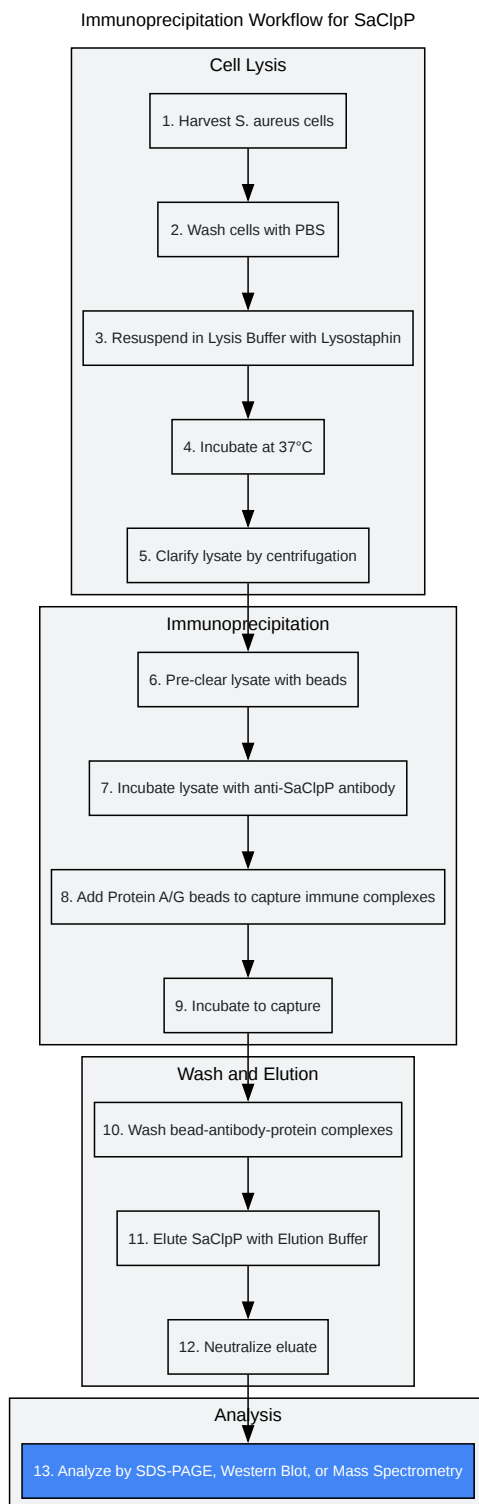 Immunoprecipitation Workflow for SaClpP
Cell Lysis
1. Harvest S. aureus cells
2. Wash cells with PBS
3. Resuspend in Lysis Buffer with Lysostaphin
4. Incubate at 37°C
5. Clarify lysate by centrifugation
Immunoprecipitation
6. Pre-clear lysate with beads
7. Incubate lysate with anti-SaClpP antibody
8. Add Protein A/G beads to capture immune complexes
9. Incubate to capture
Wash and Elution
10. Wash bead-antibody-protein complexes
11. Elute SaClpP with Elution Buffer
12. Neutralize eluate
Analysis
13. Analyze by SDS-PAGE, Western Blot, or Mass Spectrometry